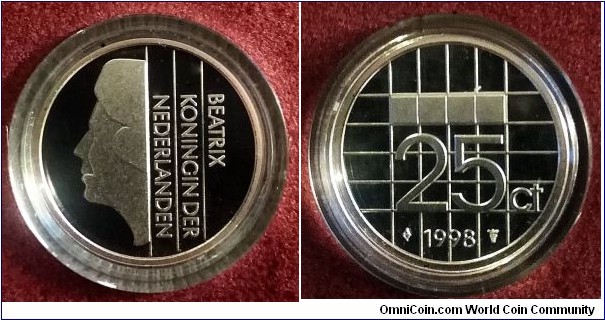 BEATRIX
KONINGIN DER
NEDERLANDEN
25 ct
1998
OmniCoin.com World Coin Community